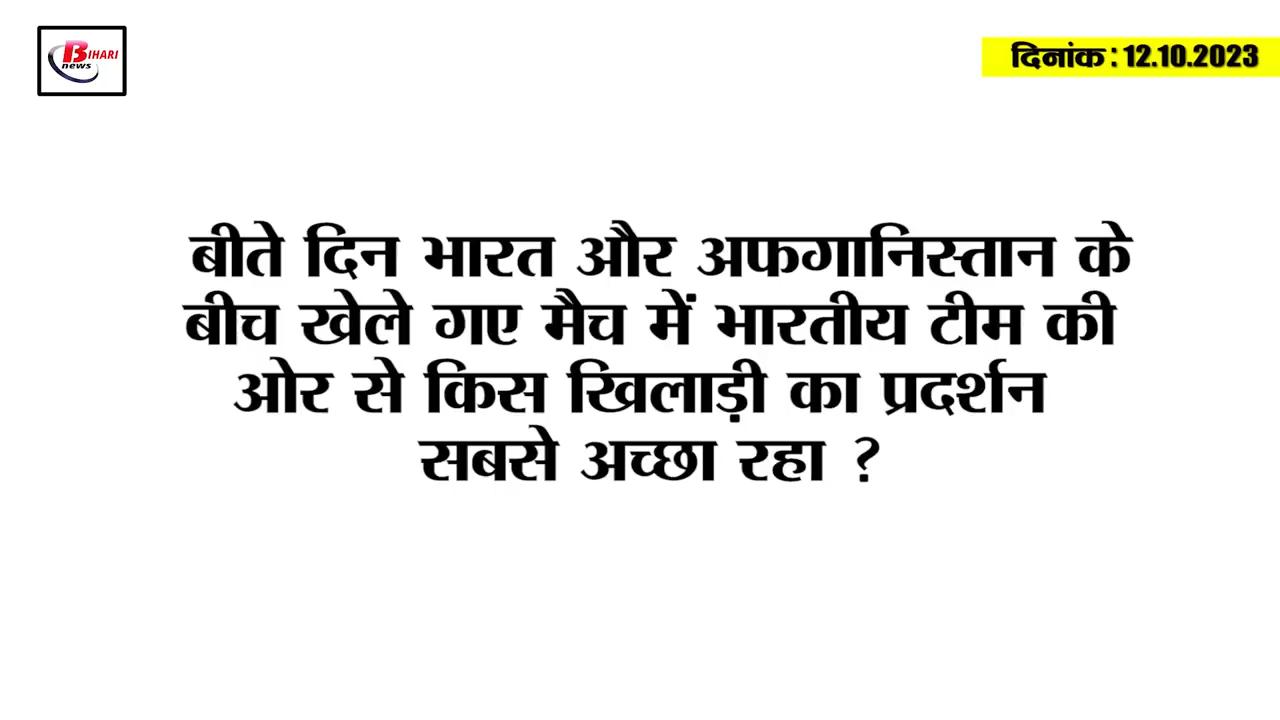 BIHARI
news
दिनांक : 12.10.2023
बीते दिन भारत और अफगानिस्तान के
बीच खेले गए मैच में भारतीय टीम की
ओर से किस खिलाड़ी का प्रदर्शन
सबसे अच्छा रहा ?